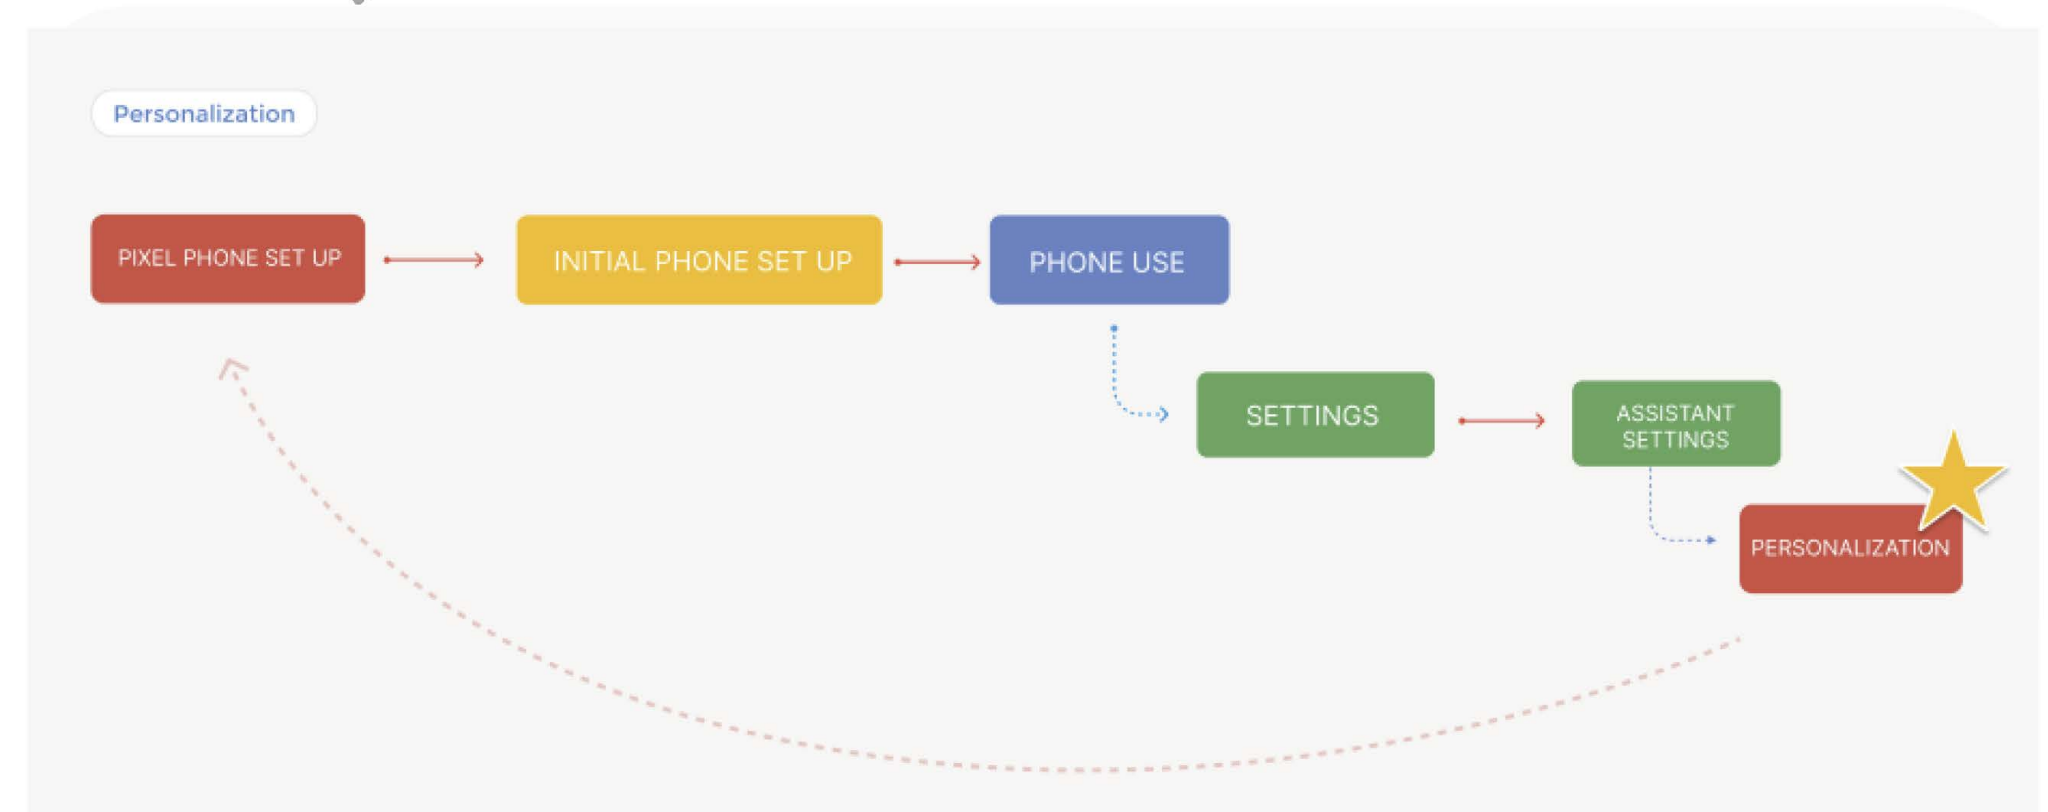 Personalization
PIXEL PHONE SET UP
INITIAL PHONE SET UP
PHONE USE
SETTINGS
ASSISTANT
SETTINGS
PERSONALIZATION